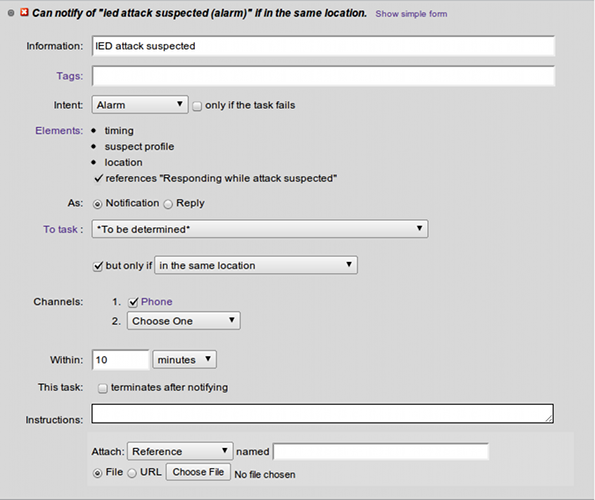 Can notify of "ied attack suspected (alarm)" if in the same location. Show simple form
Information: IED attack suspected
Tags:
Intent: Alarm only if the task fails
Elements: • timing
• suspect profile
• location
references "Responding while attack suspected"
As: Notification Reply
To task : *To be determined*
but only if in the same location
Channels: 1. Phone
2. Choose One
Within: 10 minutes
This task: terminates after notifying
Instructions:
Attach: Reference named
File URL Choose File No file chosen